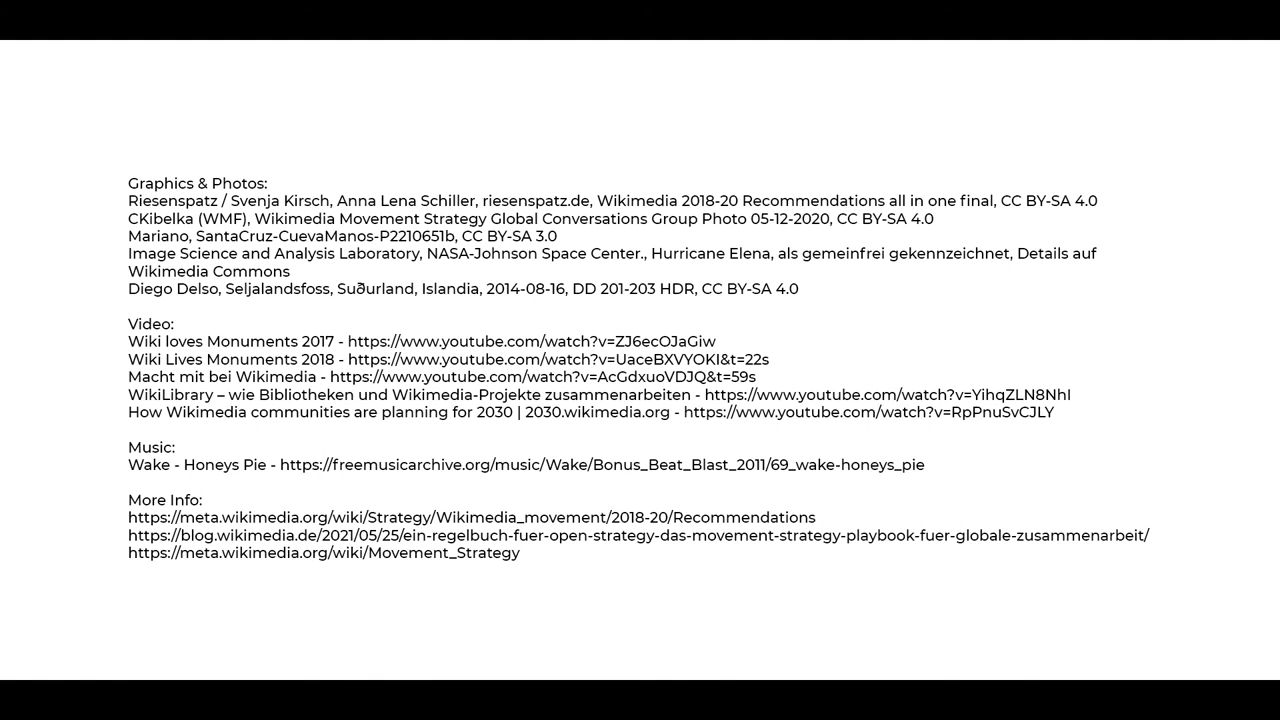 Graphics & Photos:
Riesenspatz / Svenja Kirsch, Anna Lena Schiller, riesenspatz.de, Wikimedia 2018-20 Recommendations all in one final, CC BY-SA 4.0
CKibelka (WMF), Wikimedia Movement Strategy Global Conversations Group Photo 05-12-2020, CC BY-SA 4.0
Mariano, SantaCruz-CuevaManos-P2210651b, CC BY-SA 3.0
Image Science and Analysis Laboratory, NASA-Johnson Space Center., Hurricane Elena, als gemeinfrei gekennzeichnet, Details auf
Wikimedia Commons
Diego Delso, Seljalandsfoss, Suðurland, Islandia, 2014-08-16, DD 201-203 HDR, CC BY-SA 4.0
Video:
Wiki loves Monuments 2017 - https://www.youtube.com/watch?v=ZJ6ecOJaGiw
Wiki Lives Monuments 2018 - https://www.youtube.com/watch?v=UaceBXVYOKI&t=22s
Macht mit bei Wikimedia - https://www.youtube.com/watch?v=AcGdxuoVDJQ&t=59s
WikiLibrary – wie Bibliotheken und Wikimedia-Projekte zusammenarbeiten - https://www.youtube.com/watch?v=YihqZLN8NhI
How Wikimedia communities are planning for 2030 | 2030.wikimedia.org - https://www.youtube.com/watch?v=RpPnuSvCJLY
Music:
Wake - Honeys Pie - https://freemusicarchive.org/music/Wake/Bonus_Beat_Blast_2011/69_wake-honeys_pie
More Info:
https://meta.wikimedia.org/wiki/Strategy/Wikimedia_movement/2018-20/Recommendations
https://blog.wikimedia.de/2021/05/25/ein-regelbuch-fuer-open-strategy-das-movement-strategy-playbook-fuer-globale-zusammenarbeit/
https://meta.wikimedia.org/wiki/Movement_Strategy